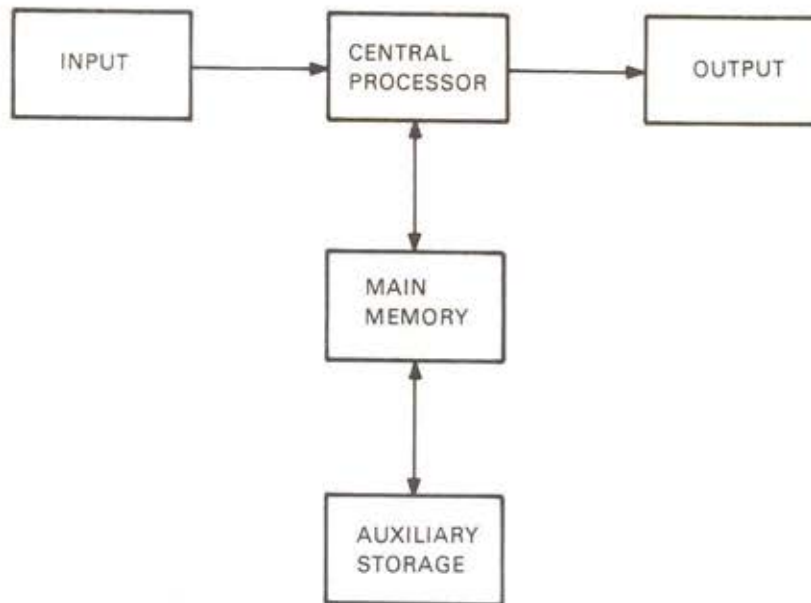 INPUT
CENTRAL
PROCESSOR
OUTPUT
MAIN
MEMORY
AUXILIARY
STORAGE